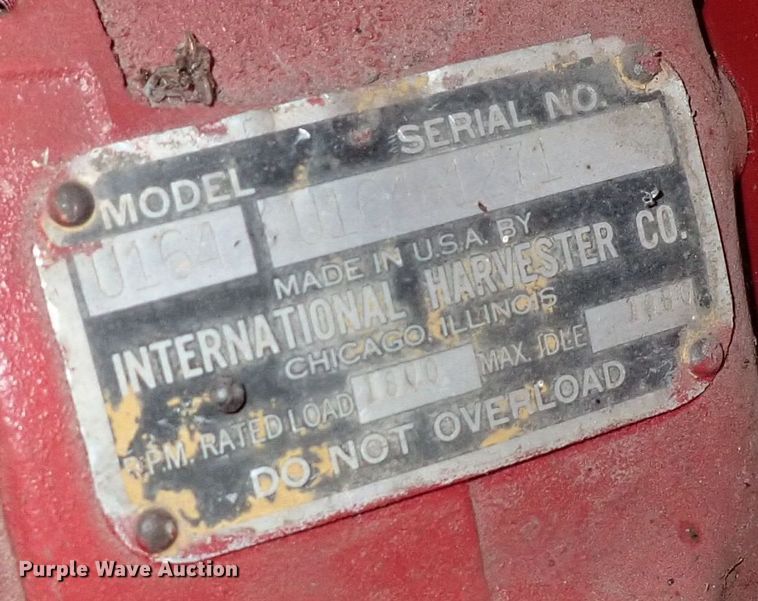 MODEL
SERIAL NO.
U164
MADE IN U.S.A. BY
INTERNATIONAL HARVESTER CO.
CHICAGO, ILLINOIS
R.P.M. RATED LOAD 1800 MAX. IDLE
DO NOT OVERLOAD
Purple Wave Auction